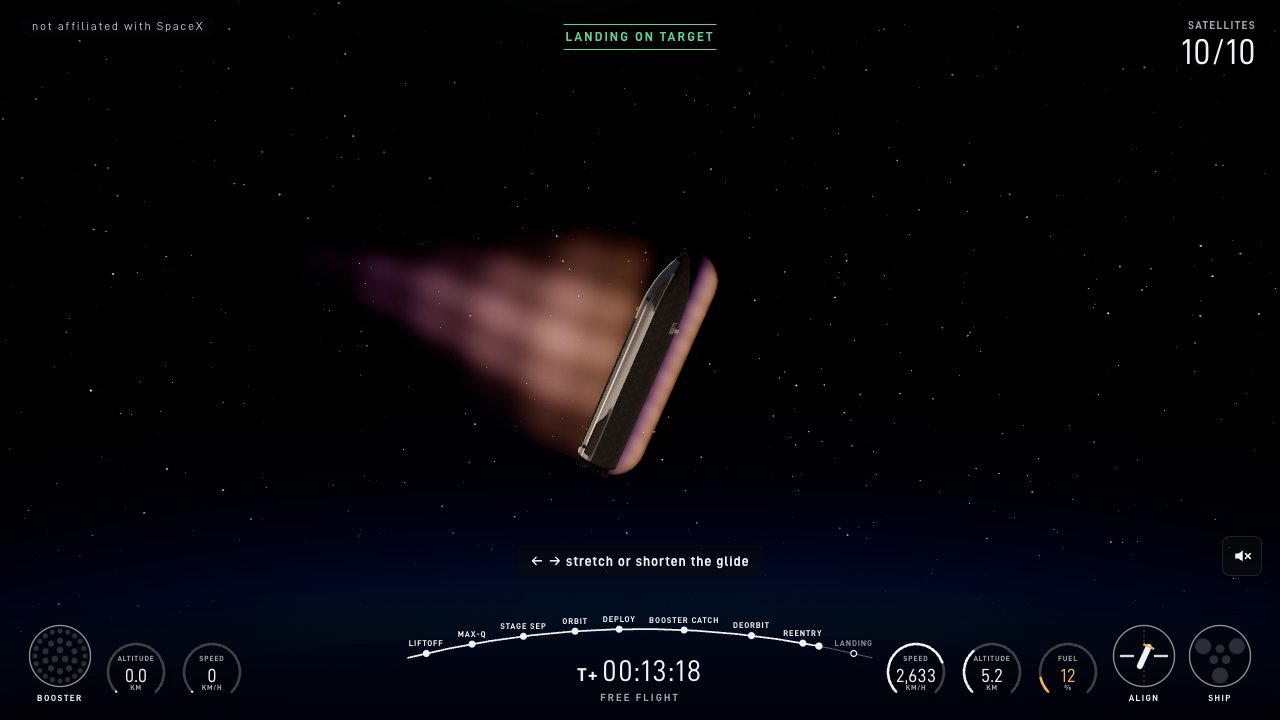 not affiliated with SpaceX
LANDING ON TARGET
SATELLITES
10/10
← → stretch or shorten the glide
LIFTOFF
MAX-Q
STAGE SEP
ORBIT
DEPLOY
BOOSTER CATCH
DEORBIT
REENTRY
LANDING
T+ 00:13:18
FREE FLIGHT
BOOSTER
ALTITUDE
0.0
KM
SPEED
0
KM/H
SPEED
2,633
KM/H
ALTITUDE
5.2
KM
FUEL
12
%
ALIGN
SHIP